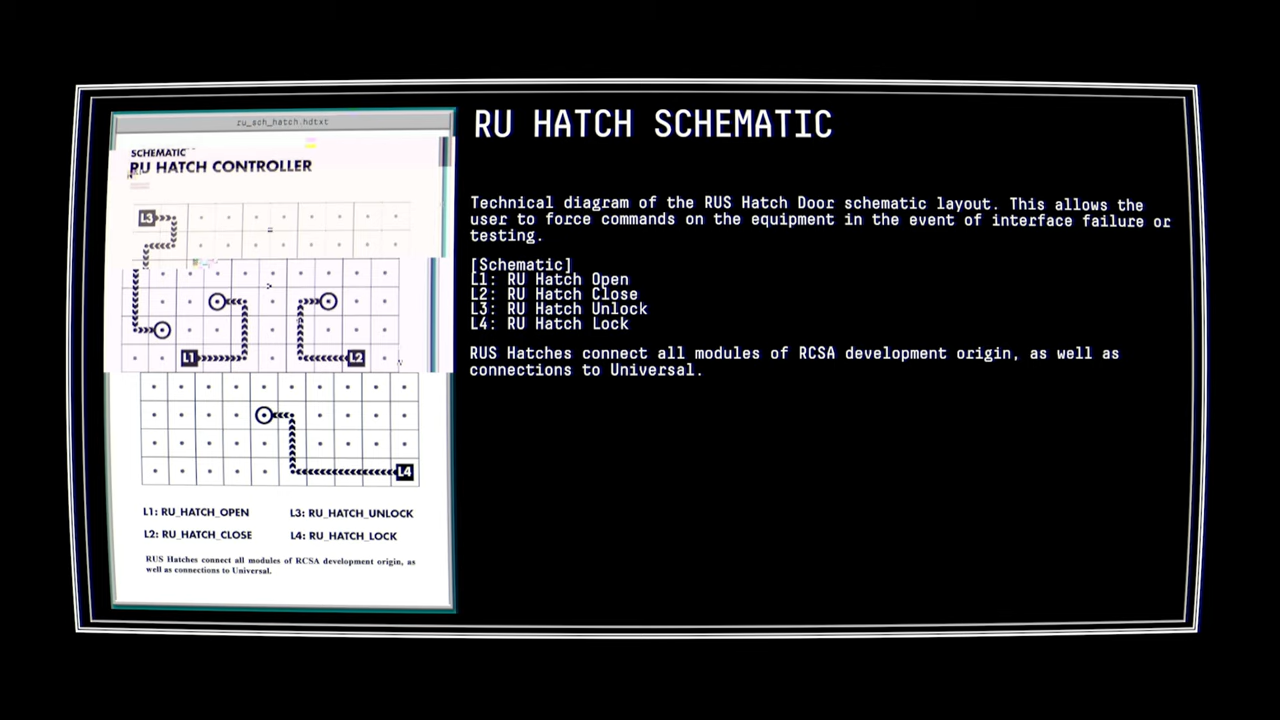 ru_sch_hatch.hdtxt
SCHEMATIC
RU HATCH CONTROLLER
L3
L1
L2
L4
L1: RU_HATCH_OPEN
L3: RU_HATCH_UNLOCK
L2: RU_HATCH_CLOSE
L4: RU_HATCH_LOCK
RUS Hatches connect all modules of RCSA development origin, as
well as connections to Universal.
RU HATCH SCHEMATIC
Technical diagram of the RUS Hatch Door schematic layout. This allows the
user to force commands on the equipment in the event of interface failure or
testing.
[Schematic]
L1: RU Hatch Open
L2: RU Hatch Close
L3: RU Hatch Unlock
L4: RU Hatch Lock
RUS Hatches connect all modules of RCSA development origin, as well as
connections to Universal.